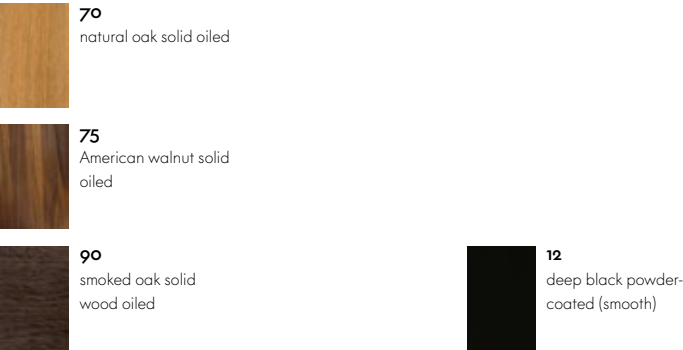 70
natural oak solid oiled
75
American walnut solid
oiled
90
smoked oak solid
wood oiled
12
deep black powder-
coated (smooth)